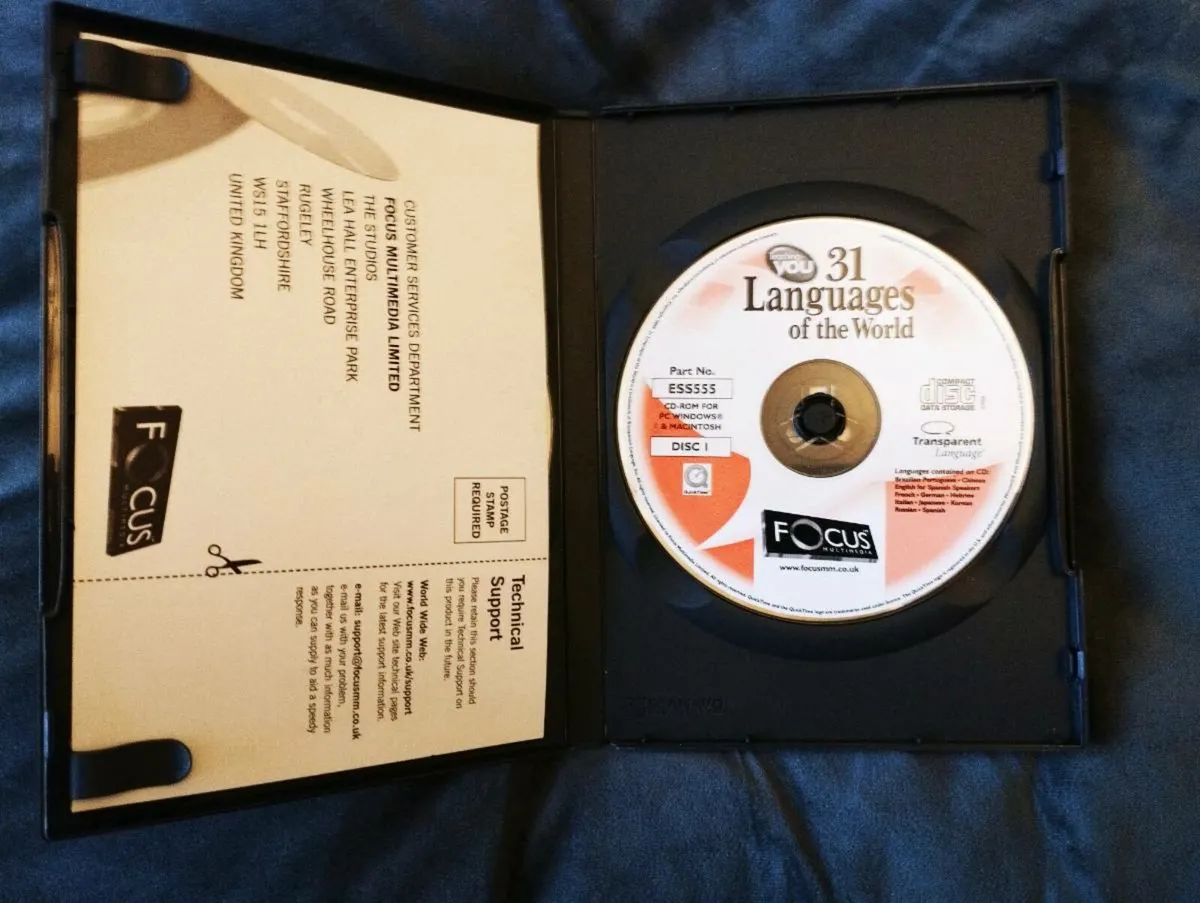 CUSTOMER SERVICES DEPARTMENT
FOCUS MULTIMEDIA LIMITED
THE STUDIOS
LEA HALL ENTERPRISE PARK
WHEELHOUSE ROAD
RUGELEY
STAFFORDSHIRE
WS15 1LH
UNITED KINGDOM
FOCUS
MULTIMEDIA
POSTAGE
STAMP
REQUIRED
Technical
Support
Please retain this section should
you require Technical Support on
this product in the future.
World Wide Web:
www.focusmm.co.uk/support
Visit our Web site technical pages
for the latest support information.
e-mail: support@focusmm.co.uk
e-mail us with your problem,
together with as much information
as you can supply to aid a speedy
response.
Teaching-
YOU
31
Languages
of the World
Part No.
ESS555
CD-ROM FOR
PC WINDOWS®
& MACINTOSH
DISC 1
QuickTime
COMPACT
disc
DATA STORAGE
Transparent
Language®
Languages contained on CD:
Brazilian Portuguese • Chinese
English for Spanish Speakers
French • German • Hebrew
Italian • Japanese • Korean
Russian • Spanish
FOCUS
MULTIMEDIA
www.focusmm.co.uk